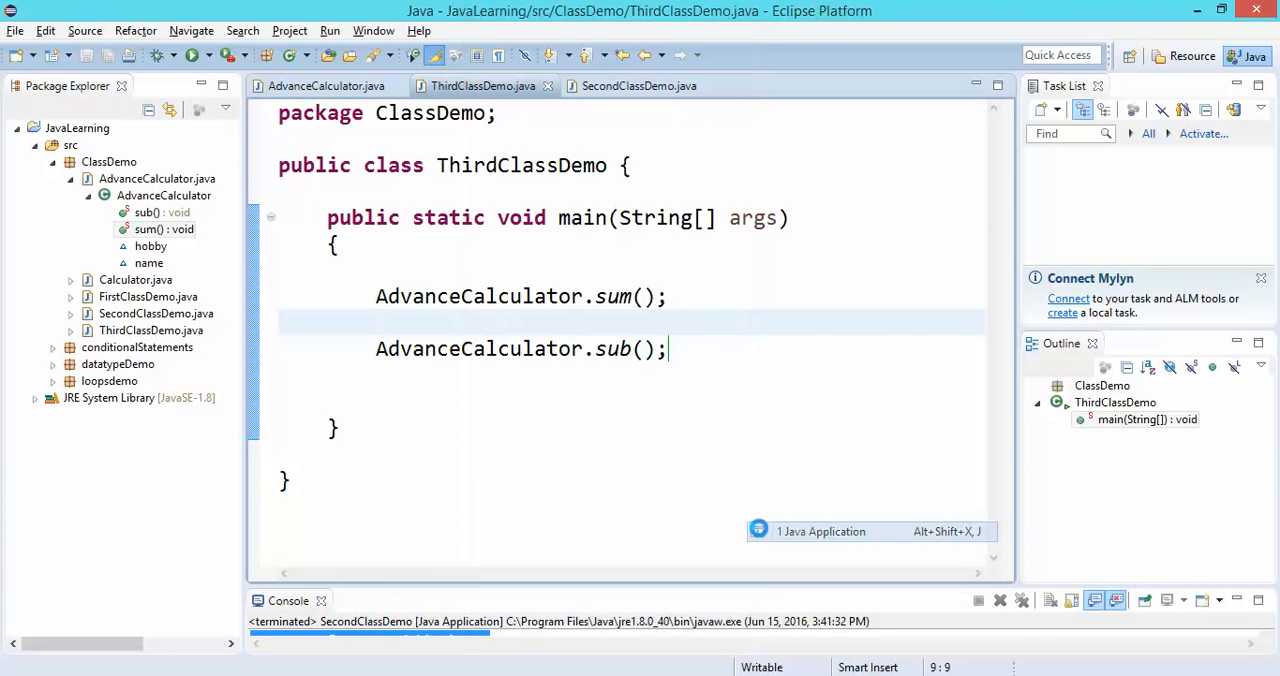 Java - JavaLearning/src/ClassDemo/ThirdClassDemo.java - Eclipse Platform
File Edit Source Refactor Navigate Search Project Run Window Help
Quick Access Resource Java
Package Explorer
JavaLearning
src
ClassDemo
AdvanceCalculator.java
AdvanceCalculator
sub() : void
sum() : void
hobby
name
Calculator.java
FirstClassDemo.java
SecondClassDemo.java
ThirdClassDemo.java
conditionalStatements
datatypeDemo
loopsdemo
JRE System Library [JavaSE-1.8]
AdvanceCalculator.java ThirdClassDemo.java SecondClassDemo.java
package ClassDemo;
public class ThirdClassDemo {
public static void main(String[] args)
{
AdvanceCalculator.sum();
AdvanceCalculator.sub();
}
}
1 Java Application Alt+Shift+X, J
Task List
Find All Activate...
Connect Mylyn
Connect to your task and ALM tools or
create a local task.
Outline
ClassDemo
ThirdClassDemo
main(String[]) : void
Console
<terminated> SecondClassDemo [Java Application] C:\Program Files\Java\jre1.8.0_40\bin\javaw.exe (Jun 15, 2016, 3:41:32 PM)
Writable Smart Insert 9 : 9